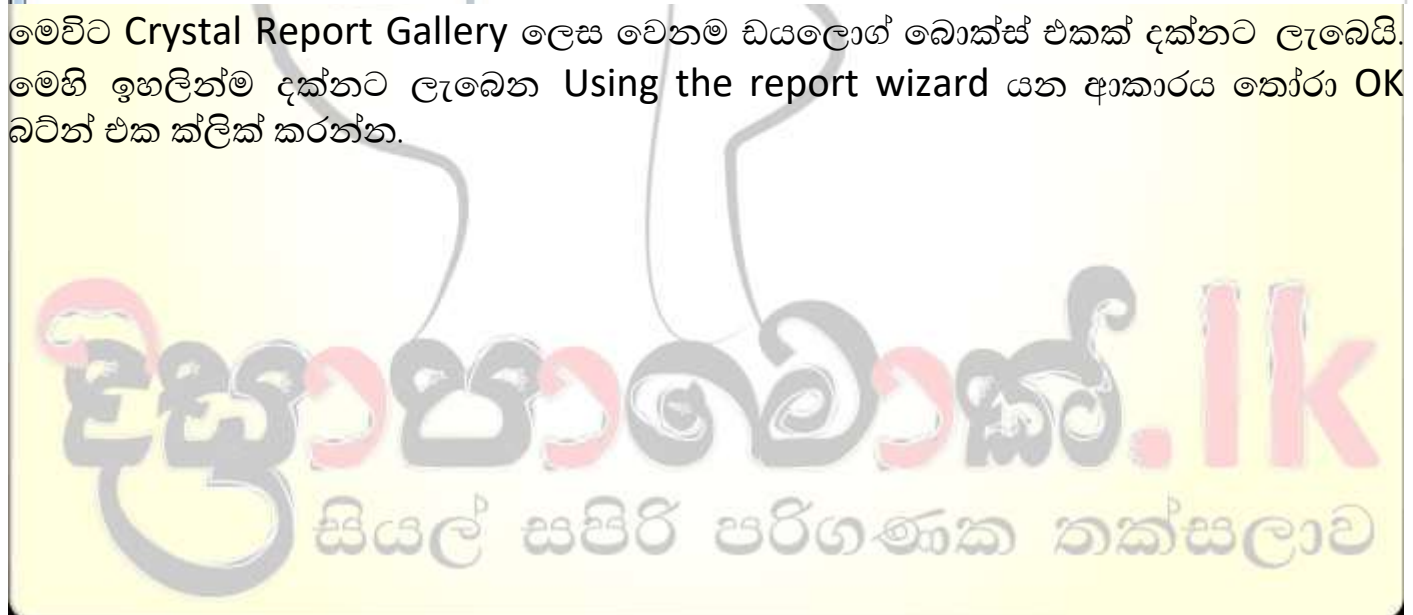 මෙවිට Crystal Report Gallery ලෙස වෙනම ඩයලොග් බොක්ස් එකක් දක්නට ලැබෙයි.
මෙහි ඉහලින්ම දක්නට ලැබෙන Using the report wizard යන ආකාරය තෝරා OK
බටන් එක ක්ලික් කරන්න.
දිසාපාමොක්.lk
සියල් සපිරි පරිගණක තක්සලාව